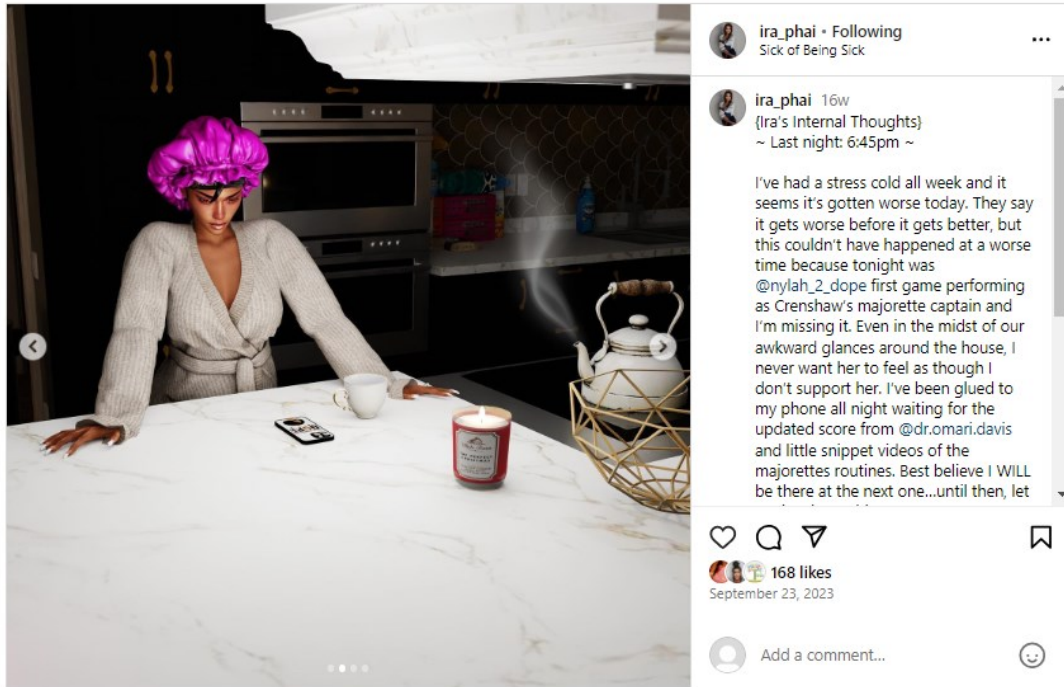 ira_phai • Following
Sick of Being Sick
ira_phai 16w
{Ira's Internal Thoughts}
~ Last night: 6:45pm ~
I've had a stress cold all week and it
seems it's gotten worse today. They say
it gets worse before it gets better, but
this couldn't have happened at a worse
time because tonight was
@nylah_2_dope first game performing
as Crenshaw's majorette captain and
I'm missing it. Even in the midst of our
awkward glances around the house, I
never want her to feel as though I
don't support her. I've been glued to
my phone all night waiting for the
updated score from @dr.omari.davis
and little snippet videos of the
majorettes routines. Best believe I WILL
be there at the next one...until then, let
168 likes
September 23, 2023
Add a comment...